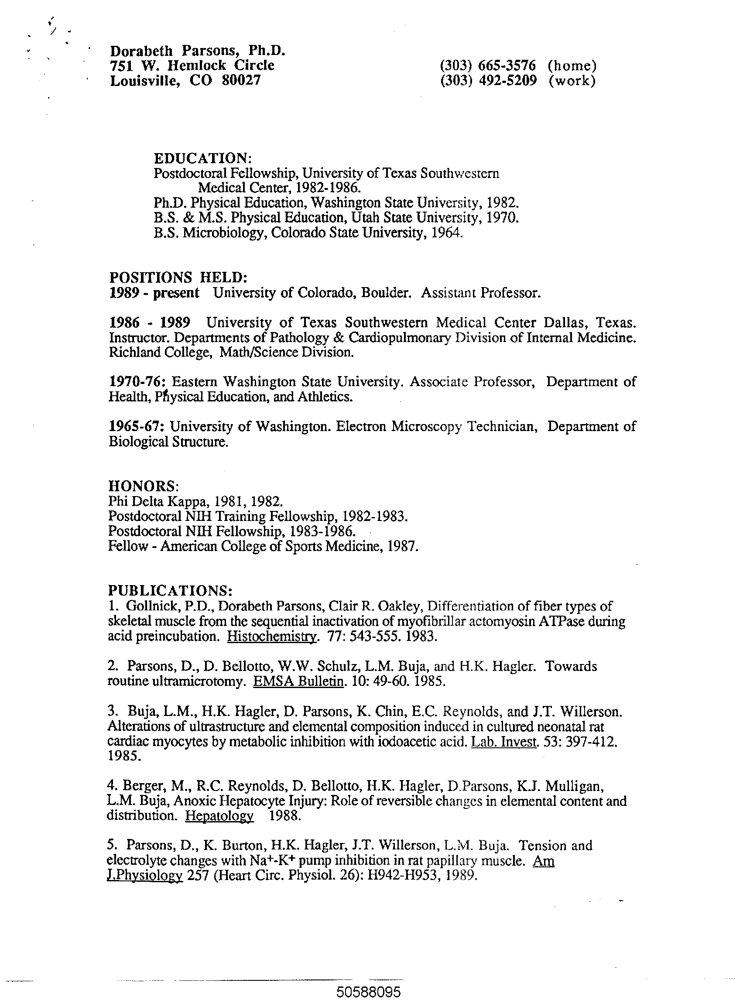 Dorabeth Parsons, Ph.D.
751 W. Hemlock Circle (303) 665-3576 (home)
Louisville, CO 80027 (303) 492-5209 (work)
EDUCATION:
Postdoctoral Fellowship, University of Texas Southwestern
Medical Center, 1982-1986.
Ph.D. Physical Education, Washington State University, 1982.
B.S. & M.S. Physical Education, Utah State University, 1970.
B.S. Microbiology, Colorado State University, 1964.
POSITIONS HELD:
1989 - present University of Colorado, Boulder. Assistant Professor.
1986 - 1989 University of Texas Southwestern Medical Center Dallas, Texas.
Instructor. Departments of Pathology & Cardiopulmonary Division of Internal Medicine.
Richland College, Math/Science Division.
1970-76: Eastern Washington State University. Associate Professor, Department of
Health, Physical Education, and Athletics.
1965-67: University of Washington. Electron Microscopy Technician, Department of
Biological Structure.
HONORS:
Phi Delta Kappa, 1981, 1982.
Postdoctoral NIH Training Fellowship, 1982-1983.
Postdoctoral NIH Fellowship, 1983-1986.
Fellow - American College of Sports Medicine, 1987.
PUBLICATIONS:
1. Gollnick, P.D., Dorabeth Parsons, Clair R. Oakley, Differentiation of fiber types of
skeletal muscle from the sequential inactivation of myofibrillar actomyosin ATPase during
acid preincubation. Histochemistry. 77: 543-555. 1983.
2. Parsons, D., D. Bellotto, W.W. Schulz, L.M. Buja, and H.K. Hagler. Towards
routine ultramicrotomy. EMSA Bulletin. 10: 49-60. 1985.
3. Buja, L.M., H.K. Hagler, D. Parsons, K. Chin, E.C. Reynolds, and J.T. Willerson.
Alterations of ultrastructure and elemental composition induced in cultured neonatal rat
cardiac myocytes by metabolic inhibition with iodoacetic acid. Lab. Invest. 53: 397-412.
1985.
4. Berger, M., R.C. Reynolds, D. Bellotto, H.K. Hagler, D.Parsons, K.J. Mulligan,
L.M. Buja, Anoxic Hepatocyte Injury: Role of reversible changes in elemental content and
distribution. Hepatology 1988.
5. Parsons, D., K. Burton, H.K. Hagler, J.T. Willerson, L.M. Buja. Tension and
electrolyte changes with Na+-K+ pump inhibition in rat papillary muscle. Am
J.Physiology 257 (Heart Circ. Physiol. 26): H942-H953, 1989.
50588095